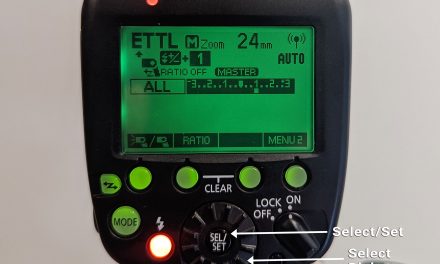 ETTL M Zoom 24mm
+1 AUTO
RATIO OFF MASTER
ALL -3..2..1..0..1..2..+3
RATIO MENU 2
CLEAR
LOCK ON
OFF
MODE
SEL/
SET
Select/Set
Select